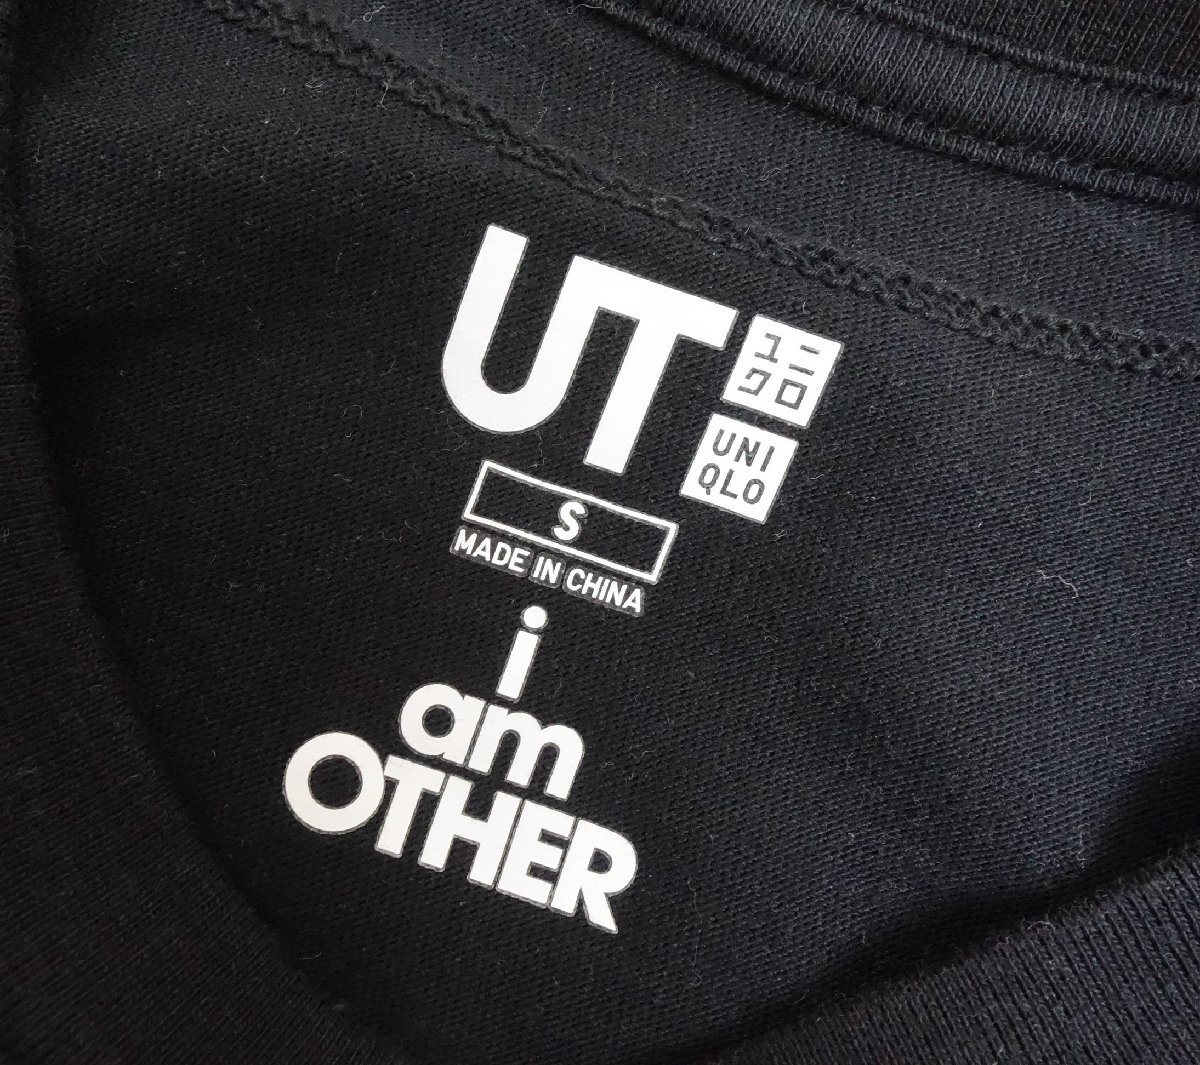 UT
ユニ
クロ
UNI
QLO
S
MADE IN CHINA
i
am
OTHER